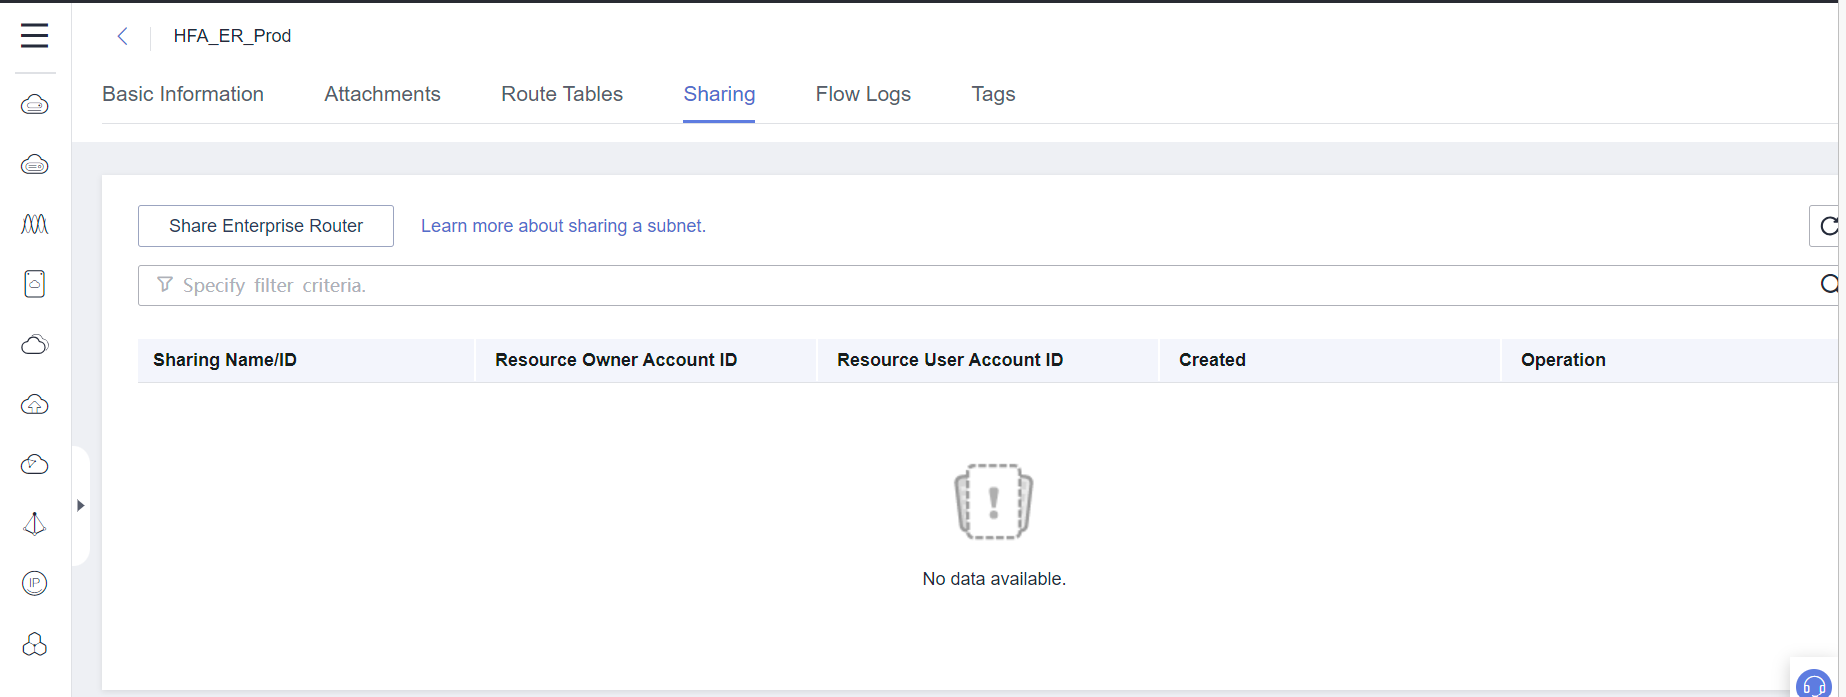 HFA_ER_Prod
Basic Information Attachments Route Tables Sharing Flow Logs Tags
Share Enterprise Router Learn more about sharing a subnet.
Specify filter criteria.
Sharing Name/ID Resource Owner Account ID Resource User Account ID Created Operation
No data available.
IP